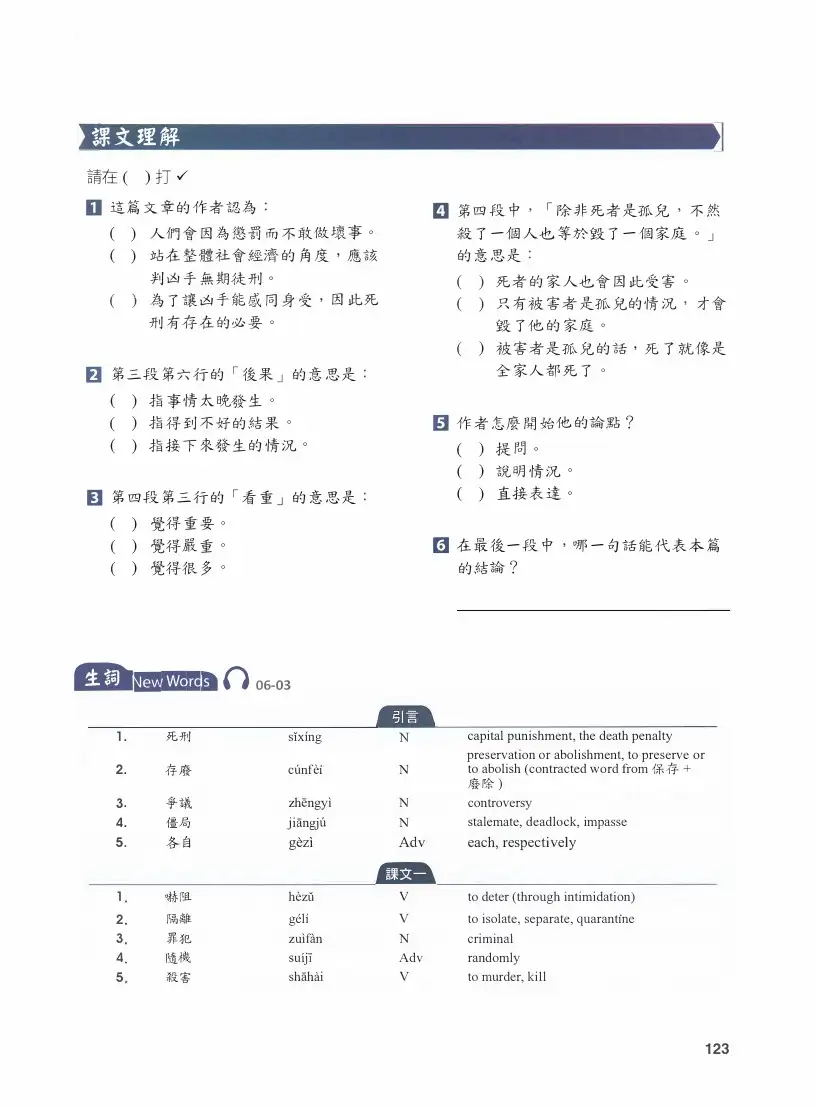 課文理解
請在 (　) 打 ✓
1 這篇文章的作者認為：
(　) 人們會因為懲罰而不敢做壞事。
(　) 站在整體社會經濟的角度，應該
判凶手無期徒刑。
(　) 為了讓凶手能感同身受，因此死
刑有存在的必要。
2 第三段第六行的「後果」的意思是：
(　) 指事情太晚發生。
(　) 指得到不好的結果。
(　) 指接下來發生的情況。
3 第四段第三行的「看重」的意思是：
(　) 覺得重要。
(　) 覺得嚴重。
(　) 覺得很多。
4 第四段中，「除非死者是孤兒，不然
殺了一個人也等於毀了一個家庭。」
的意思是：
(　) 死者的家人也會因此受害。
(　) 只有被害者是孤兒的情況，才會
毀了他的家庭。
(　) 被害者是孤兒的話，死了就像是
全家人都死了。
5 作者怎麼開始他的論點？
(　) 提問。
(　) 說明情況。
(　) 直接表達。
6 在最後一段中，哪一句話能代表本篇
的結論？
生詞 New Words 06-03
引言
1. 死刑 sǐxíng N capital punishment, the death penalty
2. 存廢 cúnfèi N preservation or abolishment, to preserve or
to abolish (contracted word from 保存 +
廢除 )
3. 爭議 zhēngyì N controversy
4. 僵局 jiāngjú N stalemate, deadlock, impasse
5. 各自 gèzì Adv each, respectively
課文一
1. 嚇阻 hèzǔ V to deter (through intimidation)
2. 隔離 gélí V to isolate, separate, quarantine
3. 罪犯 zuìfàn N criminal
4. 隨機 suíjī Adv randomly
5. 殺害 shāhài V to murder, kill
123